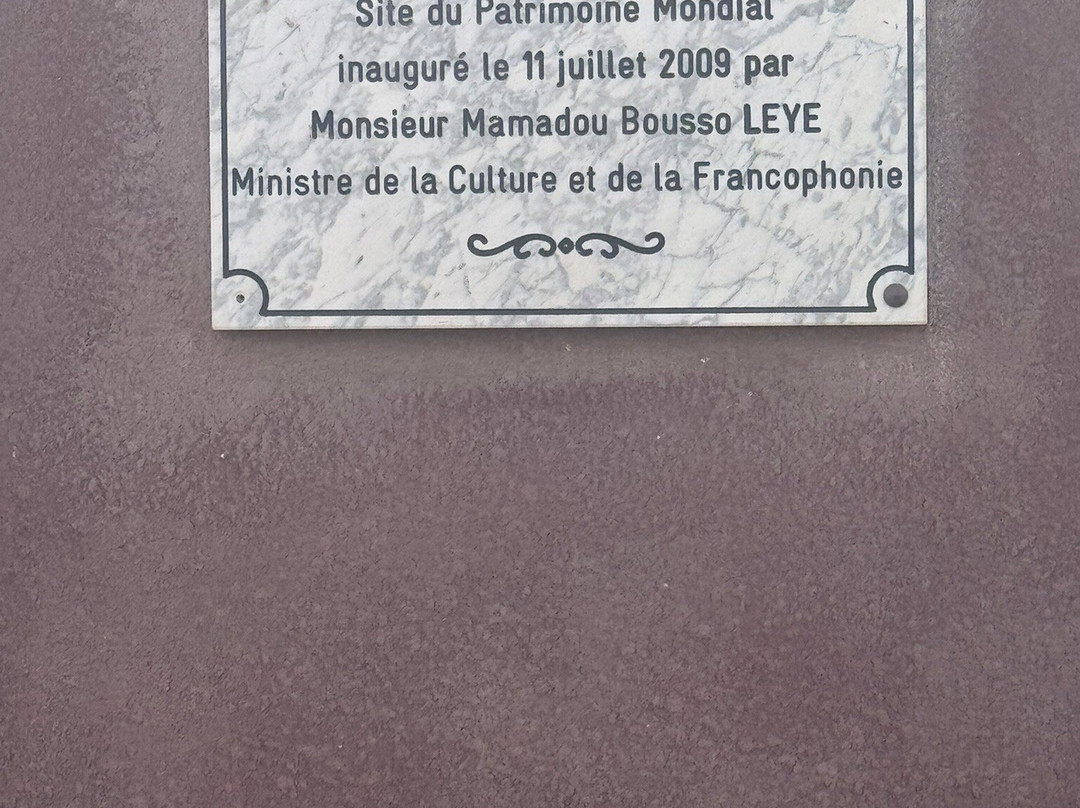 Site du Patrimoine Mondial
inauguré le 11 juillet 2009 par
Monsieur Mamadou Bousso LEYE
Ministre de la Culture et de la Francophonie